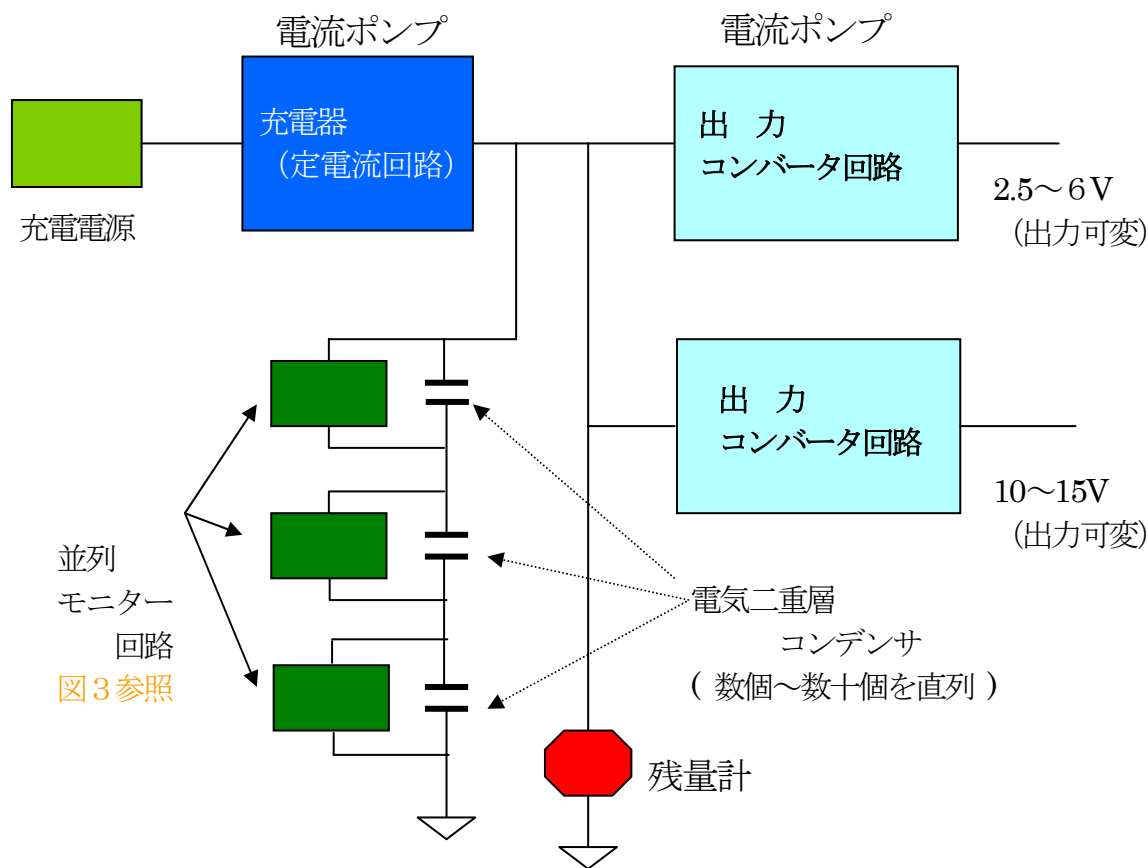 電流ポンプ
電流ポンプ
充電器
（定電流回路）
出　力
コンバータ回路
2.5～６V
（出力可変）
充電電源
出　力
コンバータ回路
10～15V
（出力可変）
並列
モニター
回路
図３参照
電気二重層
コンデンサ
( 数個～数十個を直列 )
残量計